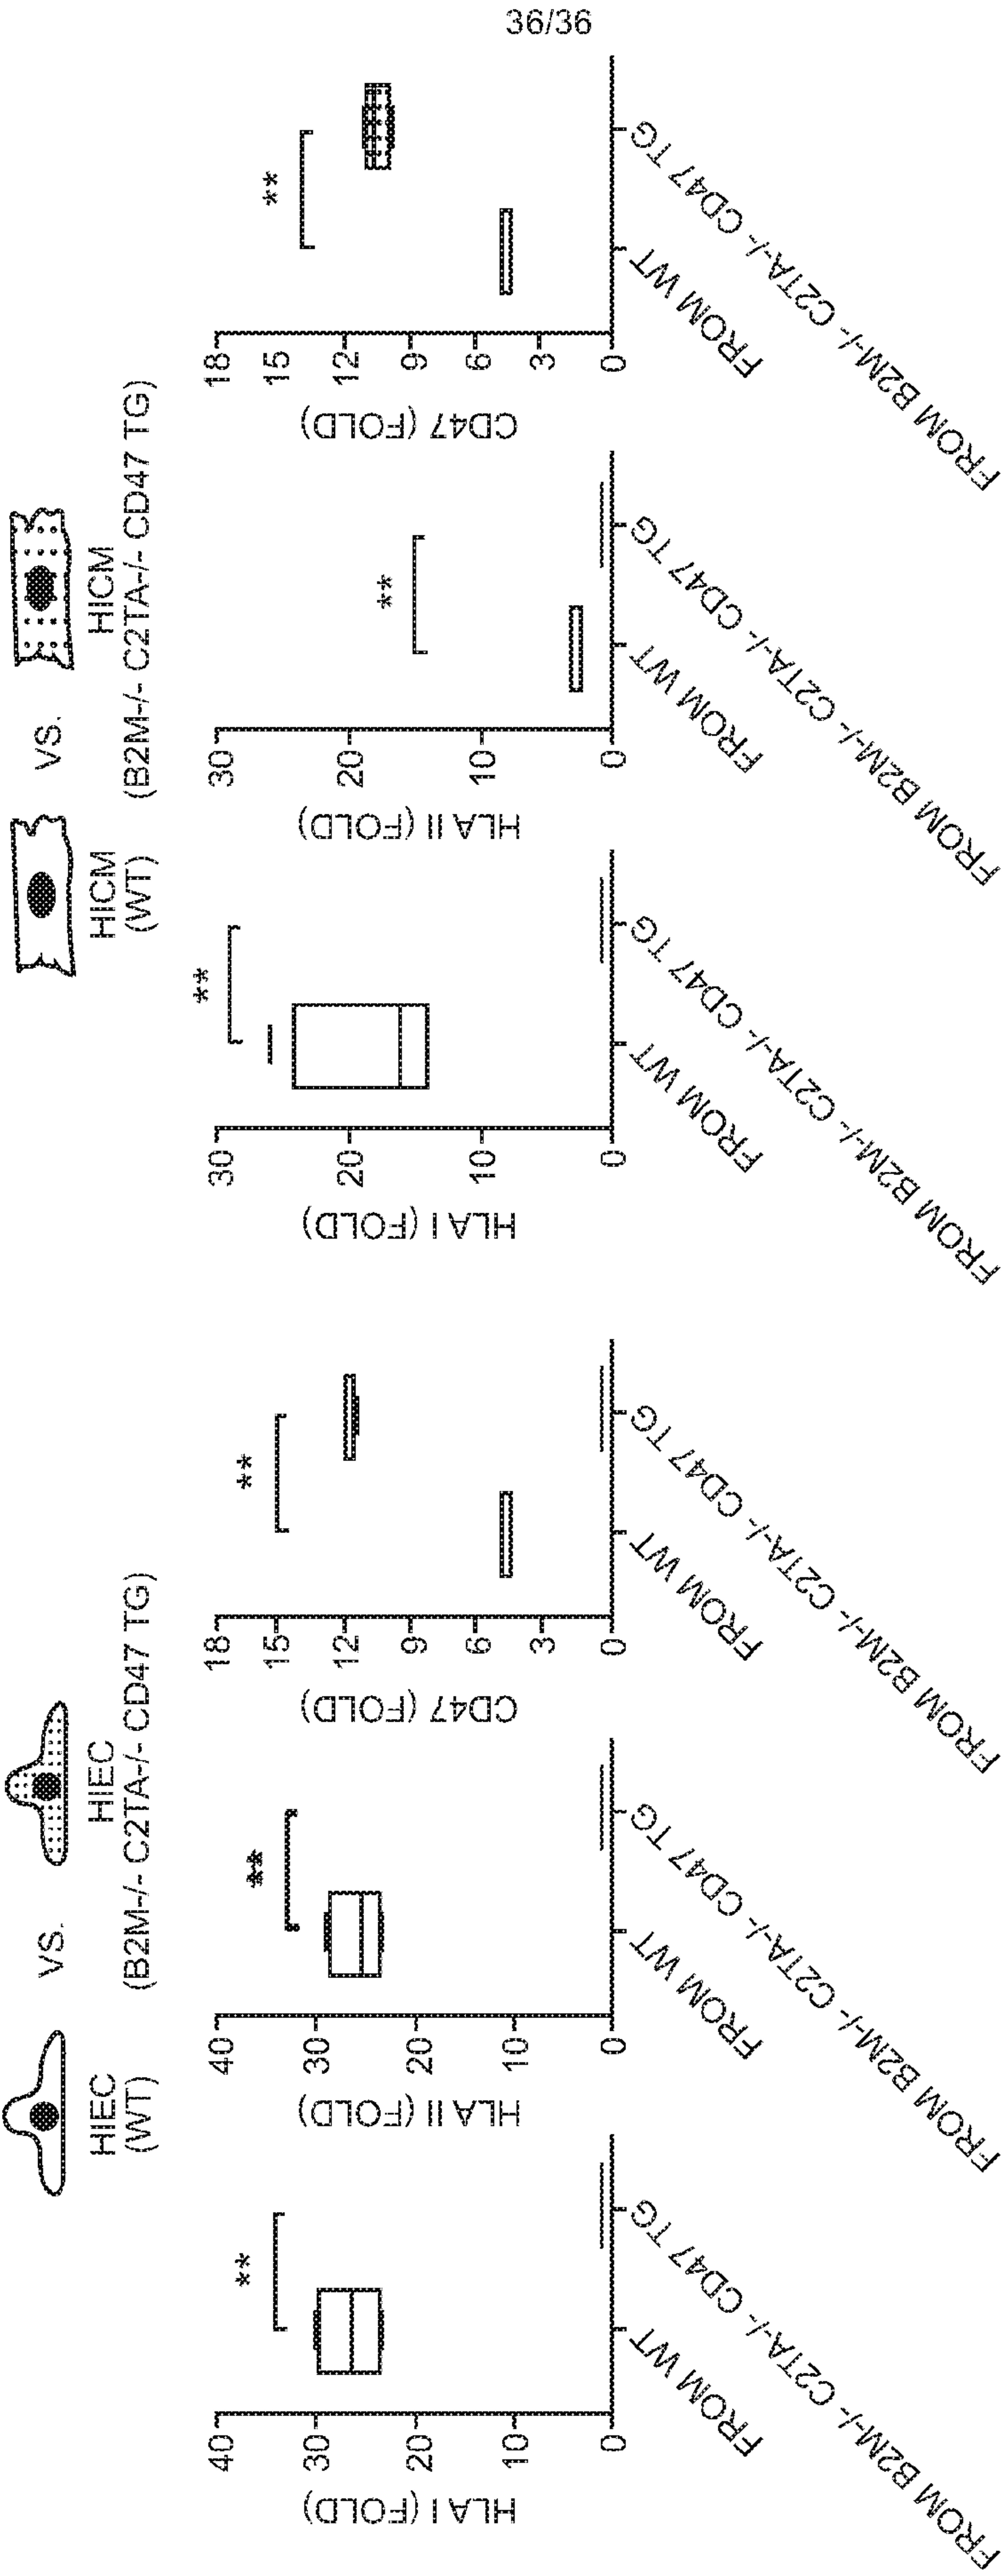 36/36
HIEC
(WT)
VS.
HIEC
(B2M-/- C2TA-/- CD47 TG)
HLA I (FOLD)
40
30
20
10
0
**
FROM WT
FROM B2M-/- C2TA-/- CD47 TG
HLA II (FOLD)
40
30
20
10
0
**
FROM WT
FROM B2M-/- C2TA-/- CD47 TG
CD47 (FOLD)
18
15
12
9
6
3
0
**
FROM WT
FROM B2M-/- C2TA-/- CD47 TG
HICM
(WT)
VS.
HICM
(B2M-/- C2TA-/- CD47 TG)
HLA I (FOLD)
30
20
10
0
**
FROM WT
FROM B2M-/- C2TA-/- CD47 TG
HLA II (FOLD)
30
20
10
0
**
FROM WT
FROM B2M-/- C2TA-/- CD47 TG
CD47 (FOLD)
18
15
12
9
6
3
0
**
FROM WT
FROM B2M-/- C2TA-/- CD47 TG